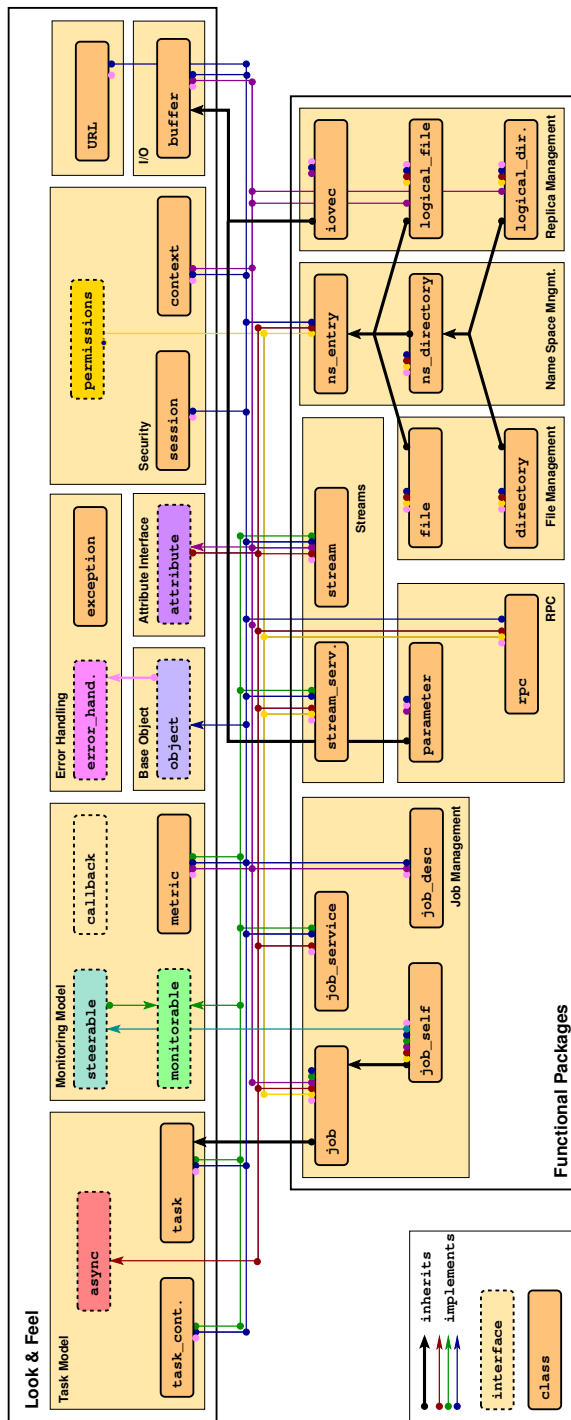 Look & Feel
Task Model
async
task_cont.
task
Monitoring Model
steerable
callback
monitorable
metric
Error Handling
error_hand.
exception
Base Object
object
Attribute Interface
attribute
Security
permissions
session
context
URL
I/O
buffer
Functional Packages
Job Management
job
job_service
job_self
job_desc
Streams
stream_serv.
stream
RPC
parameter
rpc
File Management
file
directory
Name Space Mngmt.
ns_entry
ns_directory
Replica Management
iovec
logical_file
logical_dir.
inherits
implements
interface
class